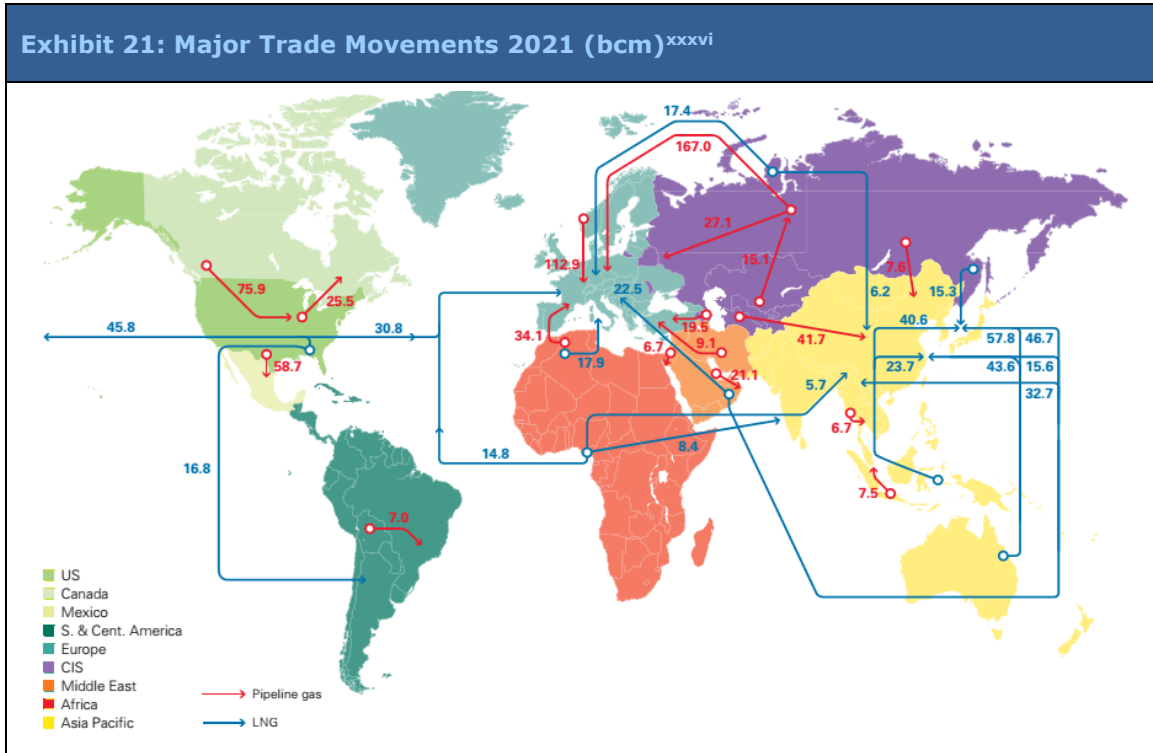 Exhibit 21: Major Trade Movements 2021 (bcm)xxxvi
17.4
167.0
27.1
112.9
15.1
7.6
75.9
22.5
6.2
15.3
25.5
40.6
45.8
30.8
19.5
57.8
46.7
34.1
9.1
41.7
6.7
58.7
17.9
23.7
43.6
15.6
21.1
5.7
32.7
6.7
8.4
14.8
16.8
7.5
7.0
US
Canada
Mexico
S. & Cent. America
Europe
CIS
Middle East
Africa
Asia Pacific
Pipeline gas
LNG